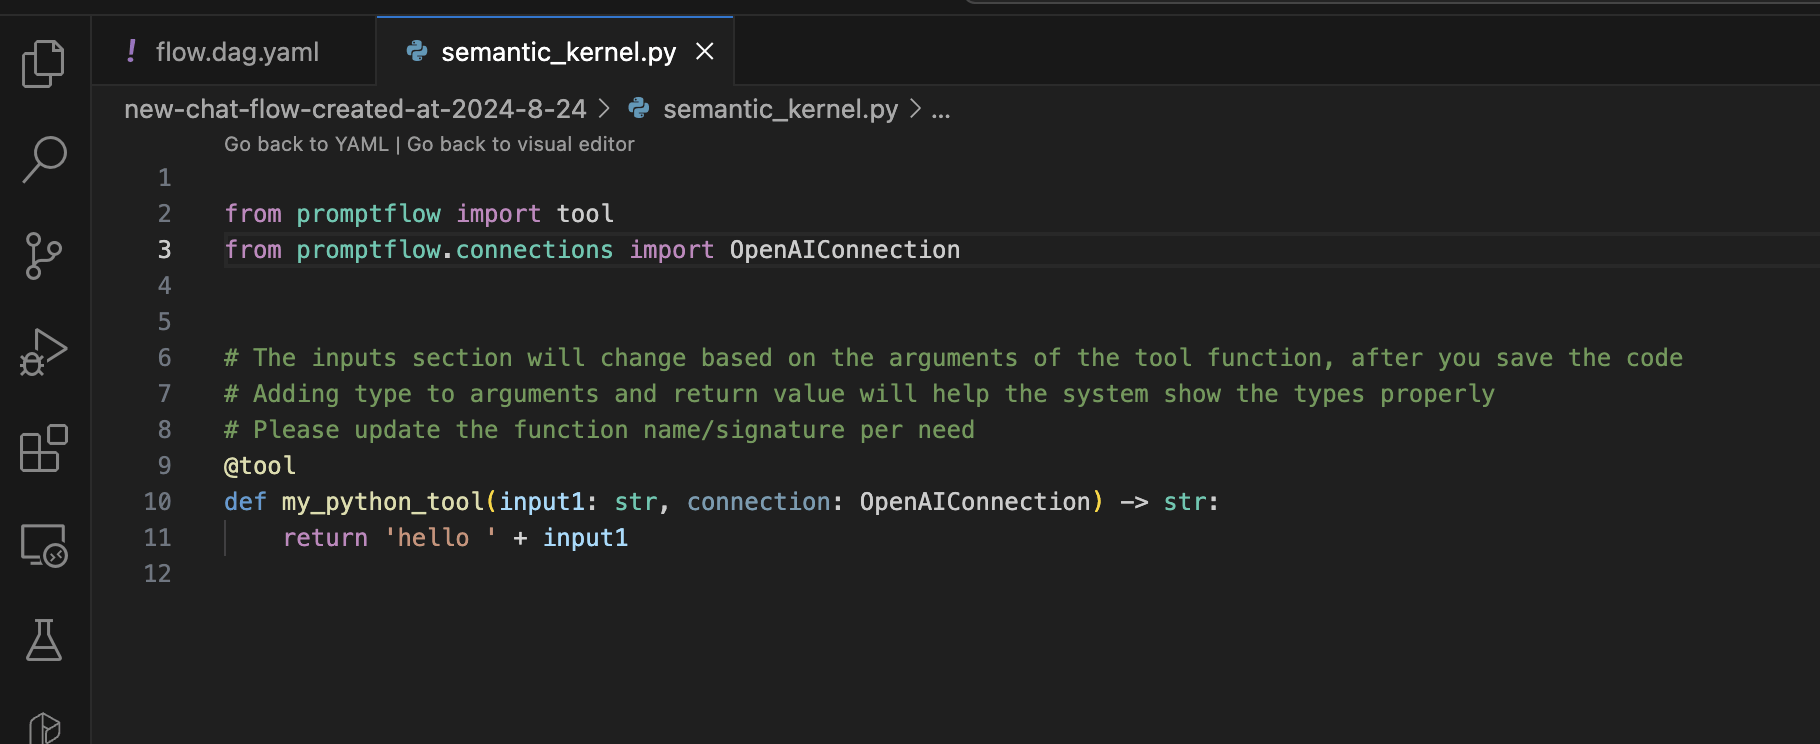 ! flow.dag.yaml
semantic_kernel.py
new-chat-flow-created-at-2024-8-24 > semantic_kernel.py > ...
Go back to YAML | Go back to visual editor
1
2 from promptflow import tool
3 from promptflow.connections import OpenAIConnection
4
5
6 # The inputs section will change based on the arguments of the tool function, after you save the code
7 # Adding type to arguments and return value will help the system show the types properly
8 # Please update the function name/signature per need
9 @tool
10 def my_python_tool(input1: str, connection: OpenAIConnection) -> str:
11     return 'hello ' + input1
12